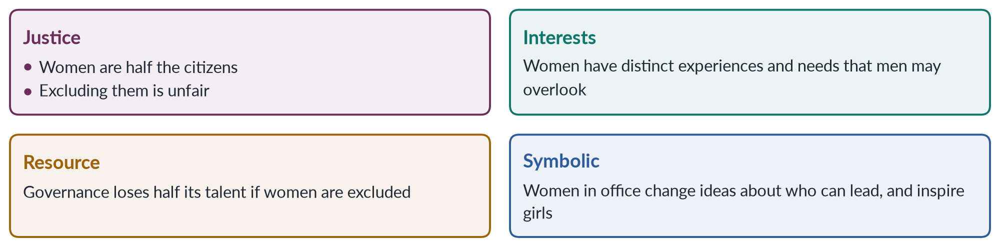 Justice
• Women are half the citizens
• Excluding them is unfair
Interests
Women have distinct experiences and needs that men may
overlook
Resource
Governance loses half its talent if women are excluded
Symbolic
Women in office change ideas about who can lead, and inspire
girls